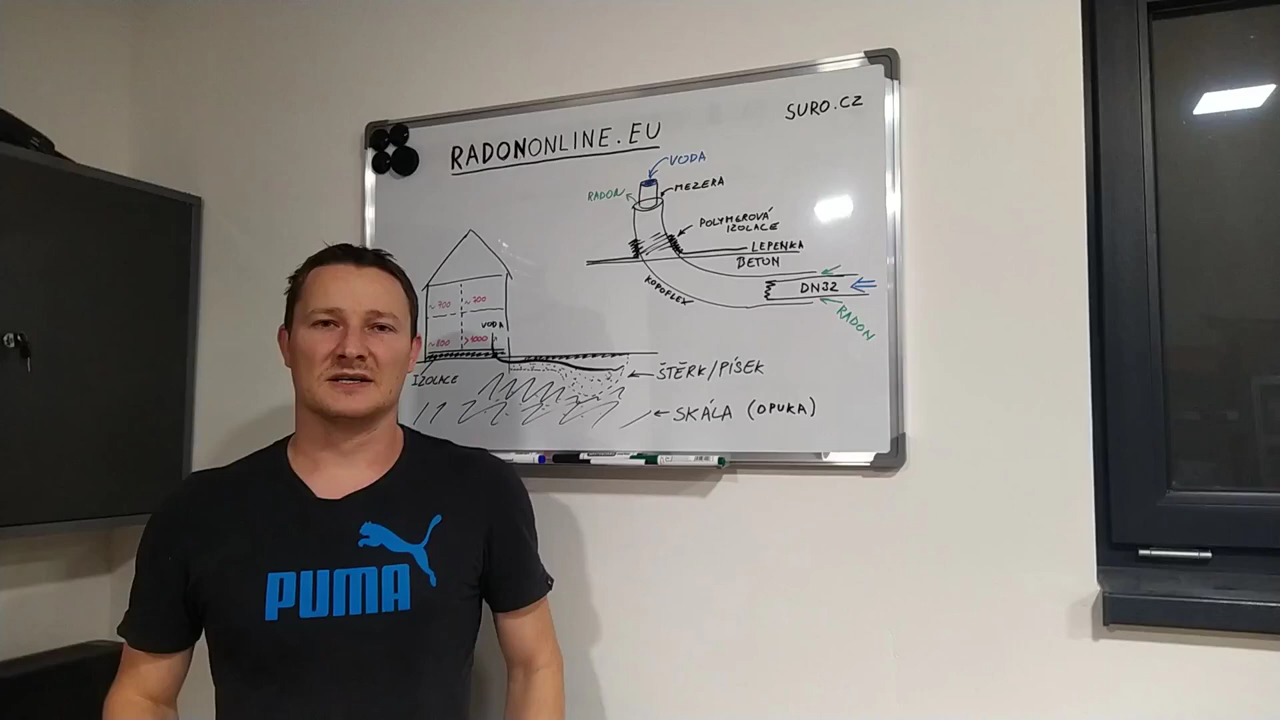 SURO.CZ
RADONONLINE.EU
VODA
RADON
MEZERA
POLYMEROVÁ
IZOLACE
LEPENKA
BETON
KOPOFLEX
DN32
RADON
~700
~700
VODA
~800
>1000
IZOLACE
ŠTĚRK/PÍSEK
SKÁLA (OPUKA)
PUMA